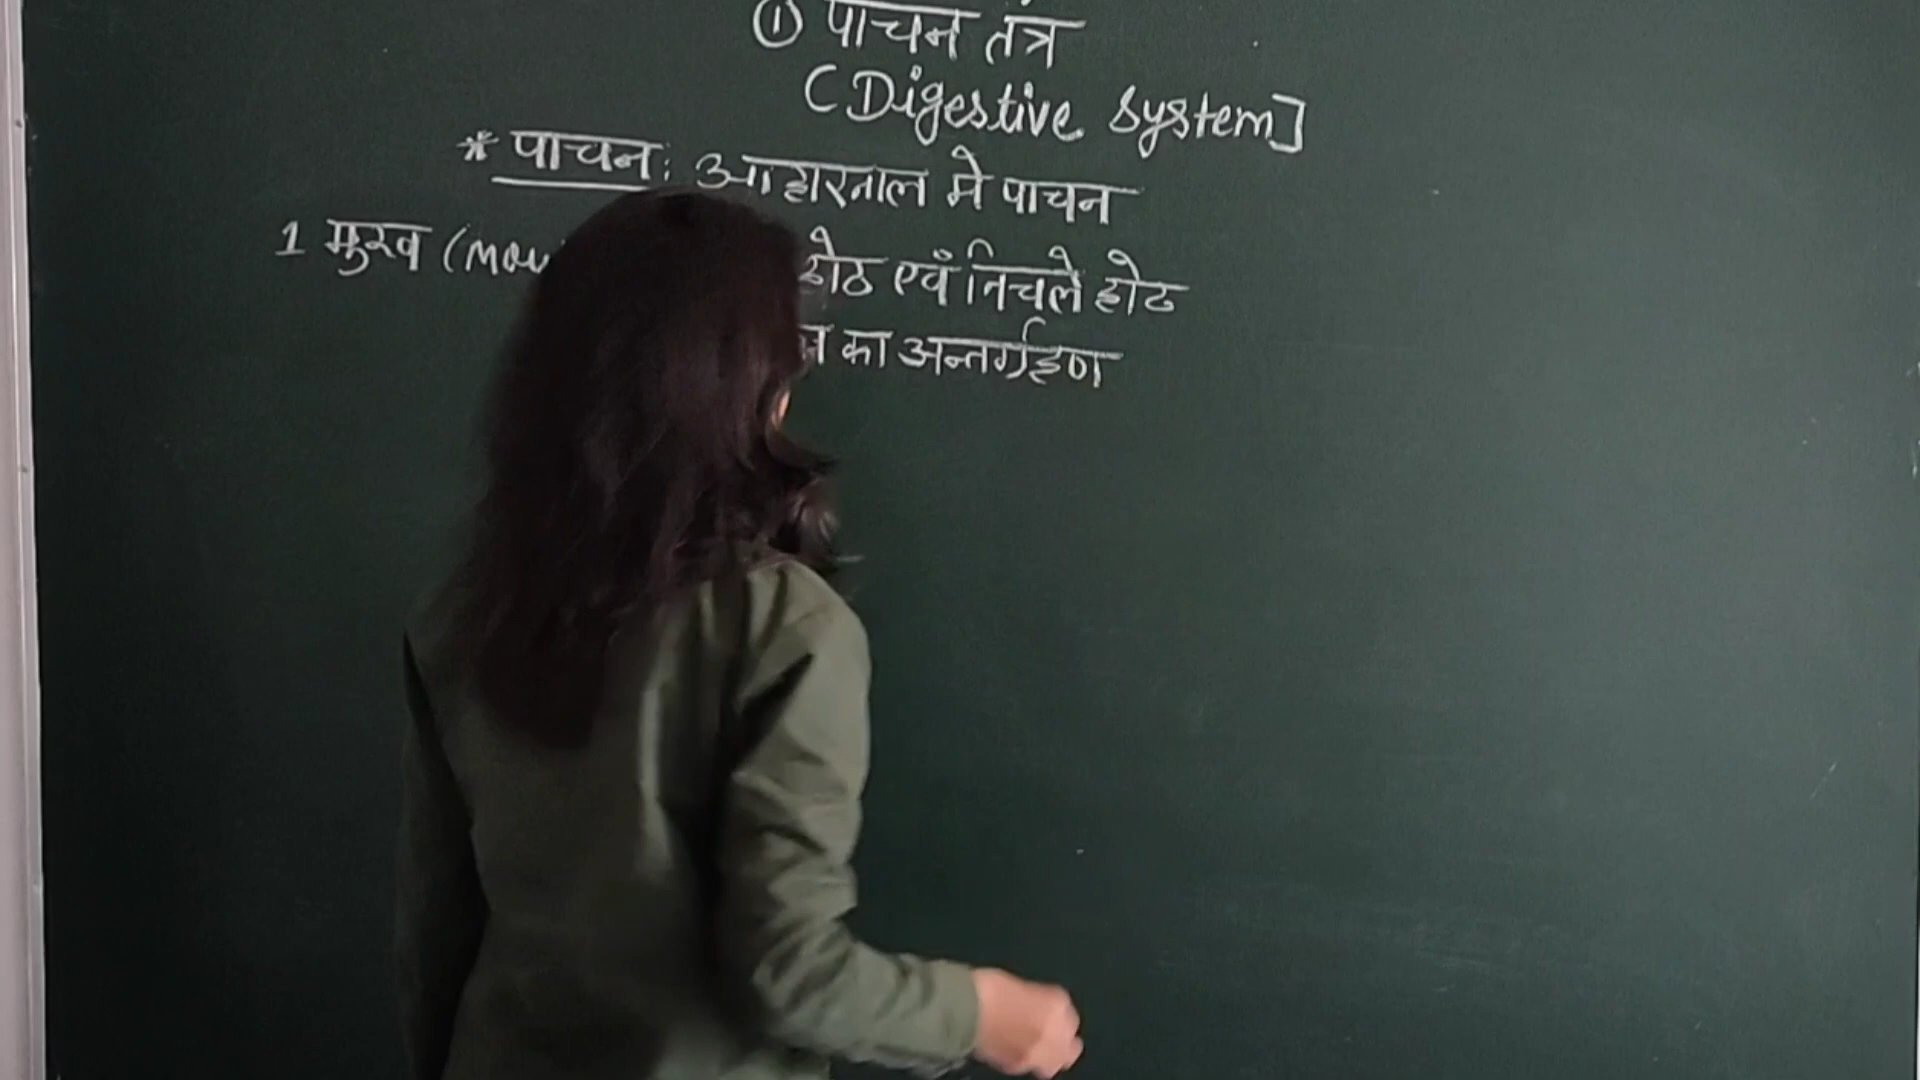 ① पाचन तंत्र
(Digestive system]
* पाचन: आहारनाल मे पाचन
1 मुख (mou होठ एवं निचले होठ
का अन्तर्ग्रहण